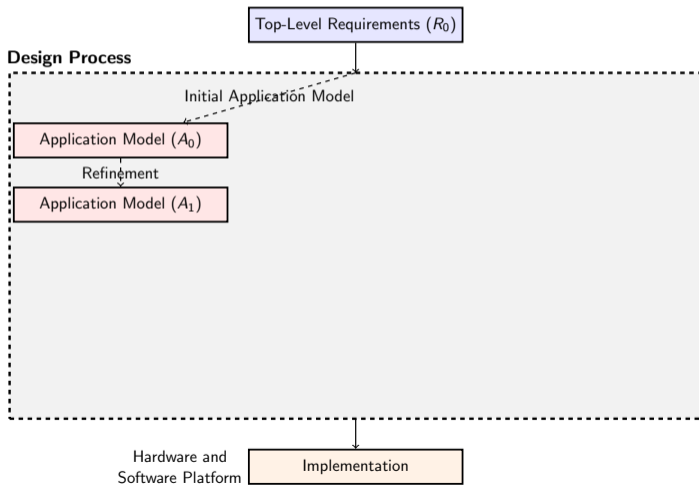 Top-Level Requirements (R₀)
Design Process
Initial Application Model
Application Model (A₀)
Refinement
Application Model (A₁)
Hardware and
Software Platform
Implementation